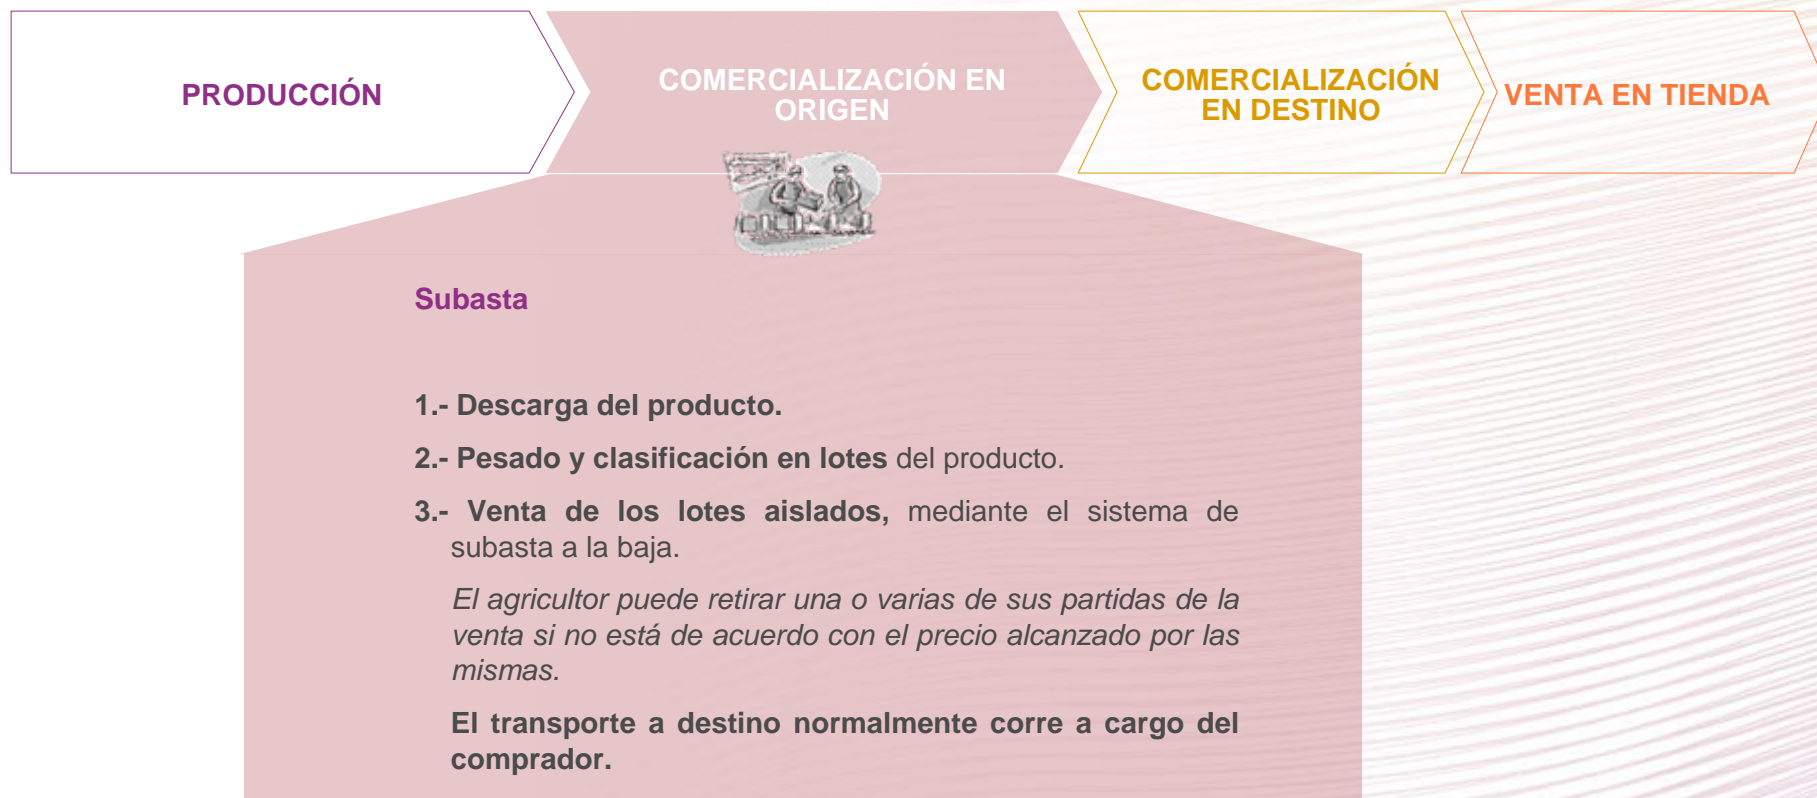 PRODUCCIÓN
COMERCIALIZACIÓN EN
ORIGEN
COMERCIALIZACIÓN
EN DESTINO
VENTA EN TIENDA
Subasta
1.- Descarga del producto.
2.- Pesado y clasificación en lotes del producto.
3.- Venta de los lotes aislados, mediante el sistema de
subasta a la baja.
El agricultor puede retirar una o varias de sus partidas de la
venta si no está de acuerdo con el precio alcanzado por las
mismas.
El transporte a destino normalmente corre a cargo del
comprador.